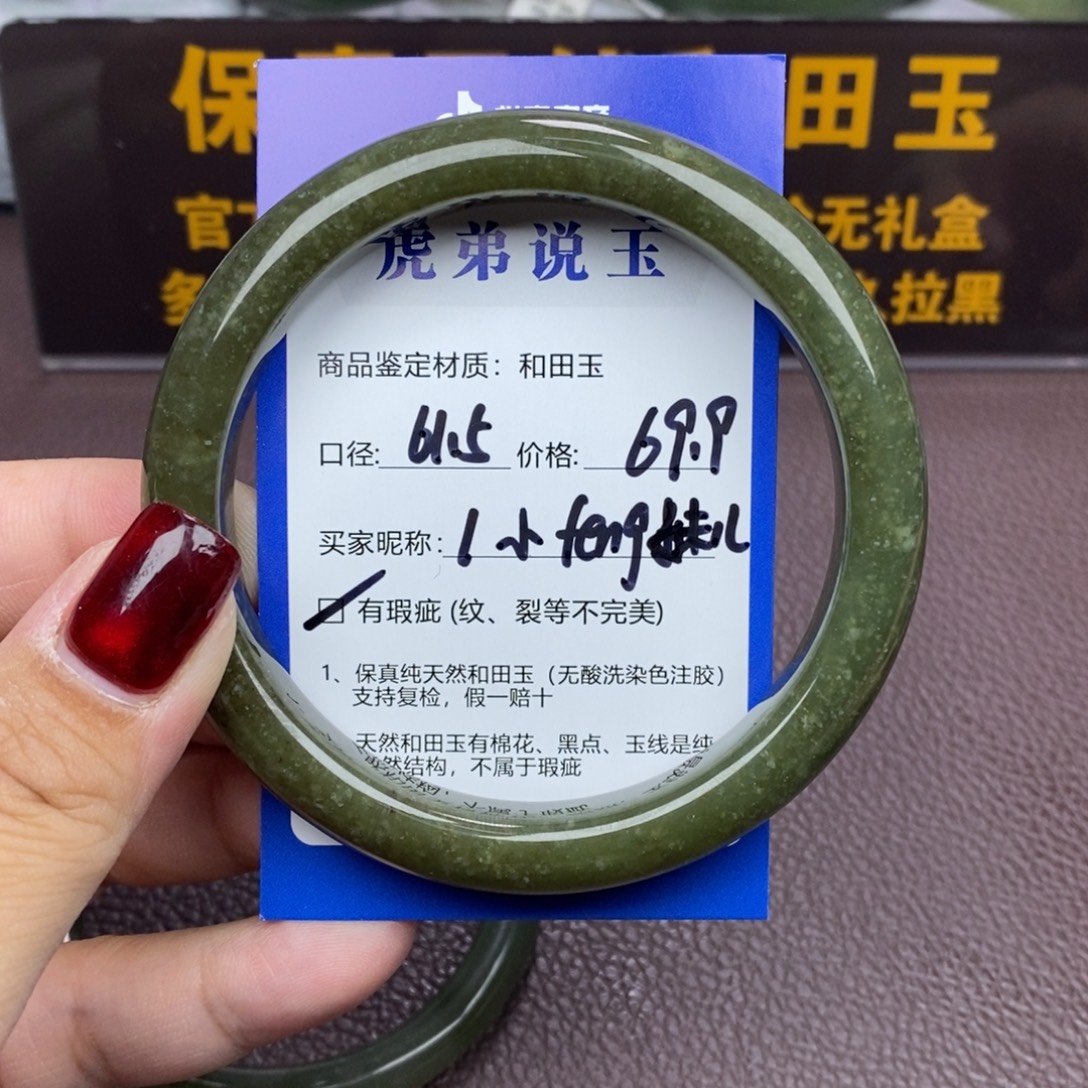 保 田玉
官 无礼盒
多 拉黑
虎弟说玉
商品鉴定材质：和田玉
口径: 61.5 价格: 69.9
买家昵称: 1小feng妹儿
有瑕疵 (纹、裂等不完美)
1、保真纯天然和田玉（无酸洗染色注胶）
支持复检，假一赔十
天然和田玉有棉花、黑点、玉线是纯
然结构，不属于瑕疵